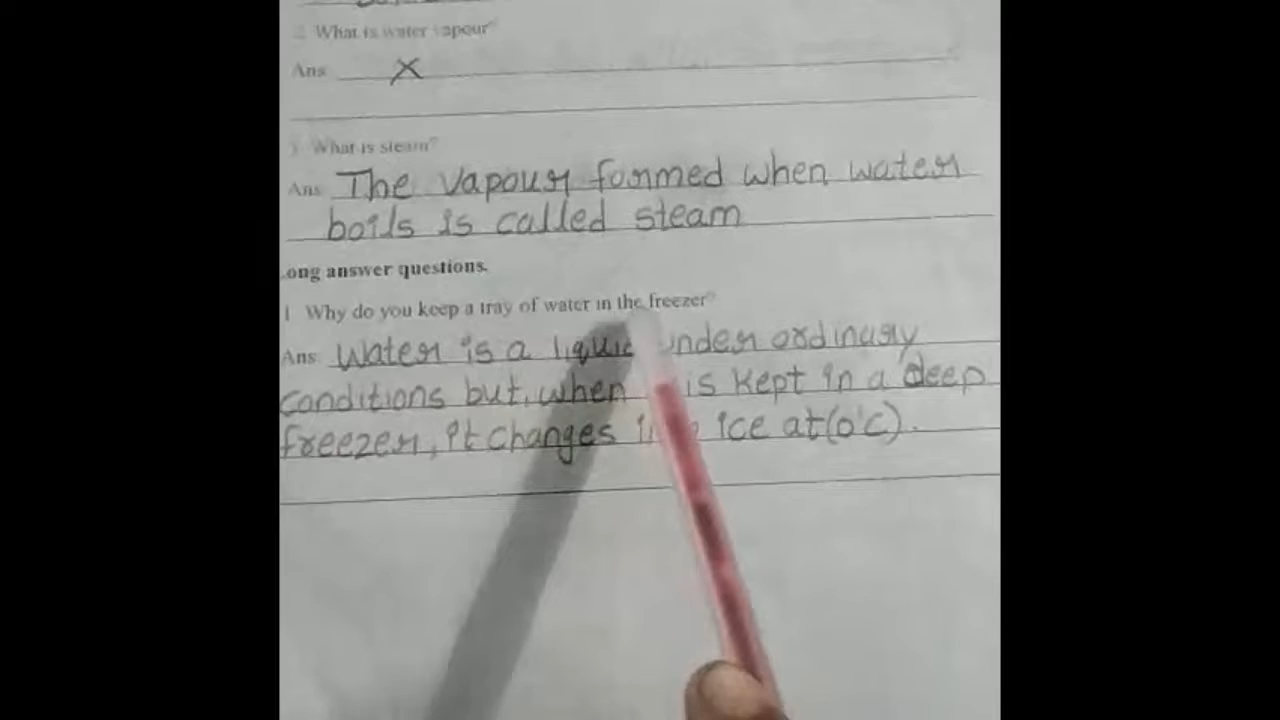 2 What is water vapour?
Ans X
3 What is steam?
Ans The vapour formed when water
boils is called steam
ong answer questions.
1 Why do you keep a tray of water in the freezer?
Ans Water is a liquid under ordinary
conditions but, when is kept in a deep
freezer, it changes ice at (0°C).